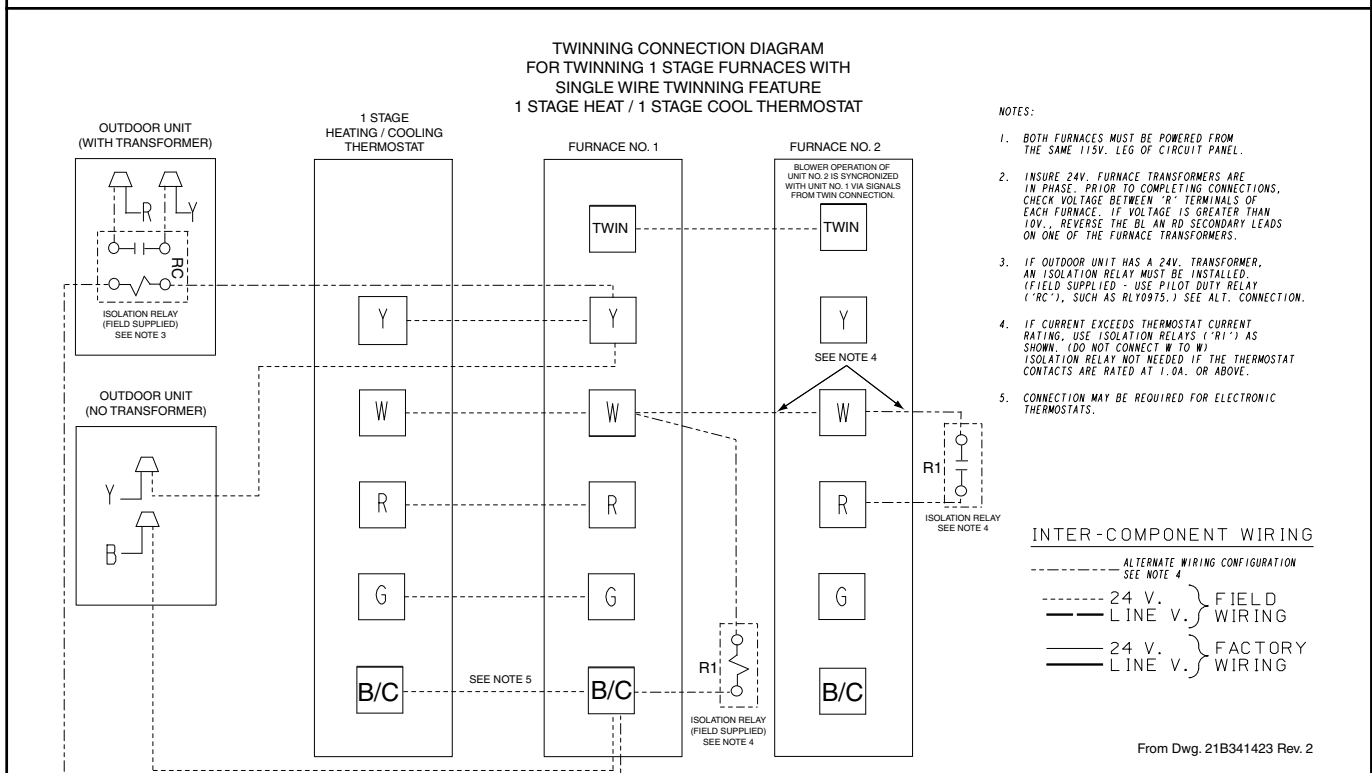 TWINNING CONNECTION DIAGRAM
FOR TWINNING 1 STAGE FURNACES WITH
SINGLE WIRE TWINNING FEATURE
1 STAGE HEAT / 1 STAGE COOL THERMOSTAT
OUTDOOR UNIT
(WITH TRANSFORMER)
R
Y
RC
ISOLATION RELAY
(FIELD SUPPLIED)
SEE NOTE 3
OUTDOOR UNIT
(NO TRANSFORMER)
Y
B
1 STAGE
HEATING / COOLING
THERMOSTAT
Y
W
R
G
B/C
SEE NOTE 5
FURNACE NO. 1
TWIN
Y
W
R
G
B/C
R1
ISOLATION RELAY
(FIELD SUPPLIED)
SEE NOTE 4
FURNACE NO. 2
BLOWER OPERATION OF
UNIT NO. 2 IS SYNCRONIZED
WITH UNIT NO. 1 VIA SIGNALS
FROM TWIN CONNECTION.
TWIN
Y
SEE NOTE 4
W
R
G
B/C
R1
ISOLATION RELAY
SEE NOTE 4
NOTES:
1. BOTH FURNACES MUST BE POWERED FROM
THE SAME 115V. LEG OF CIRCUIT PANEL.
2. INSURE 24V. FURNACE TRANSFORMERS ARE
IN PHASE. PRIOR TO COMPLETING CONNECTIONS,
CHECK VOLTAGE BETWEEN 'R' TERMINALS OF
EACH FURNACE. IF VOLTAGE IS GREATER THAN
10V., REVERSE THE BL AN RD SECONDARY LEADS
ON ONE OF THE FURNACE TRANSFORMERS.
3. IF OUTDOOR UNIT HAS A 24V. TRANSFORMER,
AN ISOLATION RELAY MUST BE INSTALLED.
(FIELD SUPPLIED - USE PILOT DUTY RELAY
('RC'), SUCH AS RLY0975.) SEE ALT. CONNECTION.
4. IF CURRENT EXCEEDS THERMOSTAT CURRENT
RATING, USE ISOLATION RELAYS ('R1') AS
SHOWN. (DO NOT CONNECT W TO W)
ISOLATION RELAY NOT NEEDED IF THE THERMOSTAT
CONTACTS ARE RATED AT 1.0A. OR ABOVE.
5. CONNECTION MAY BE REQUIRED FOR ELECTRONIC
THERMOSTATS.
INTER-COMPONENT WIRING
ALTERNATE WIRING CONFIGURATION
SEE NOTE 4
24 V. FIELD
LINE V. WIRING
24 V. FACTORY
LINE V. WIRING
From Dwg. 21B341423 Rev. 2